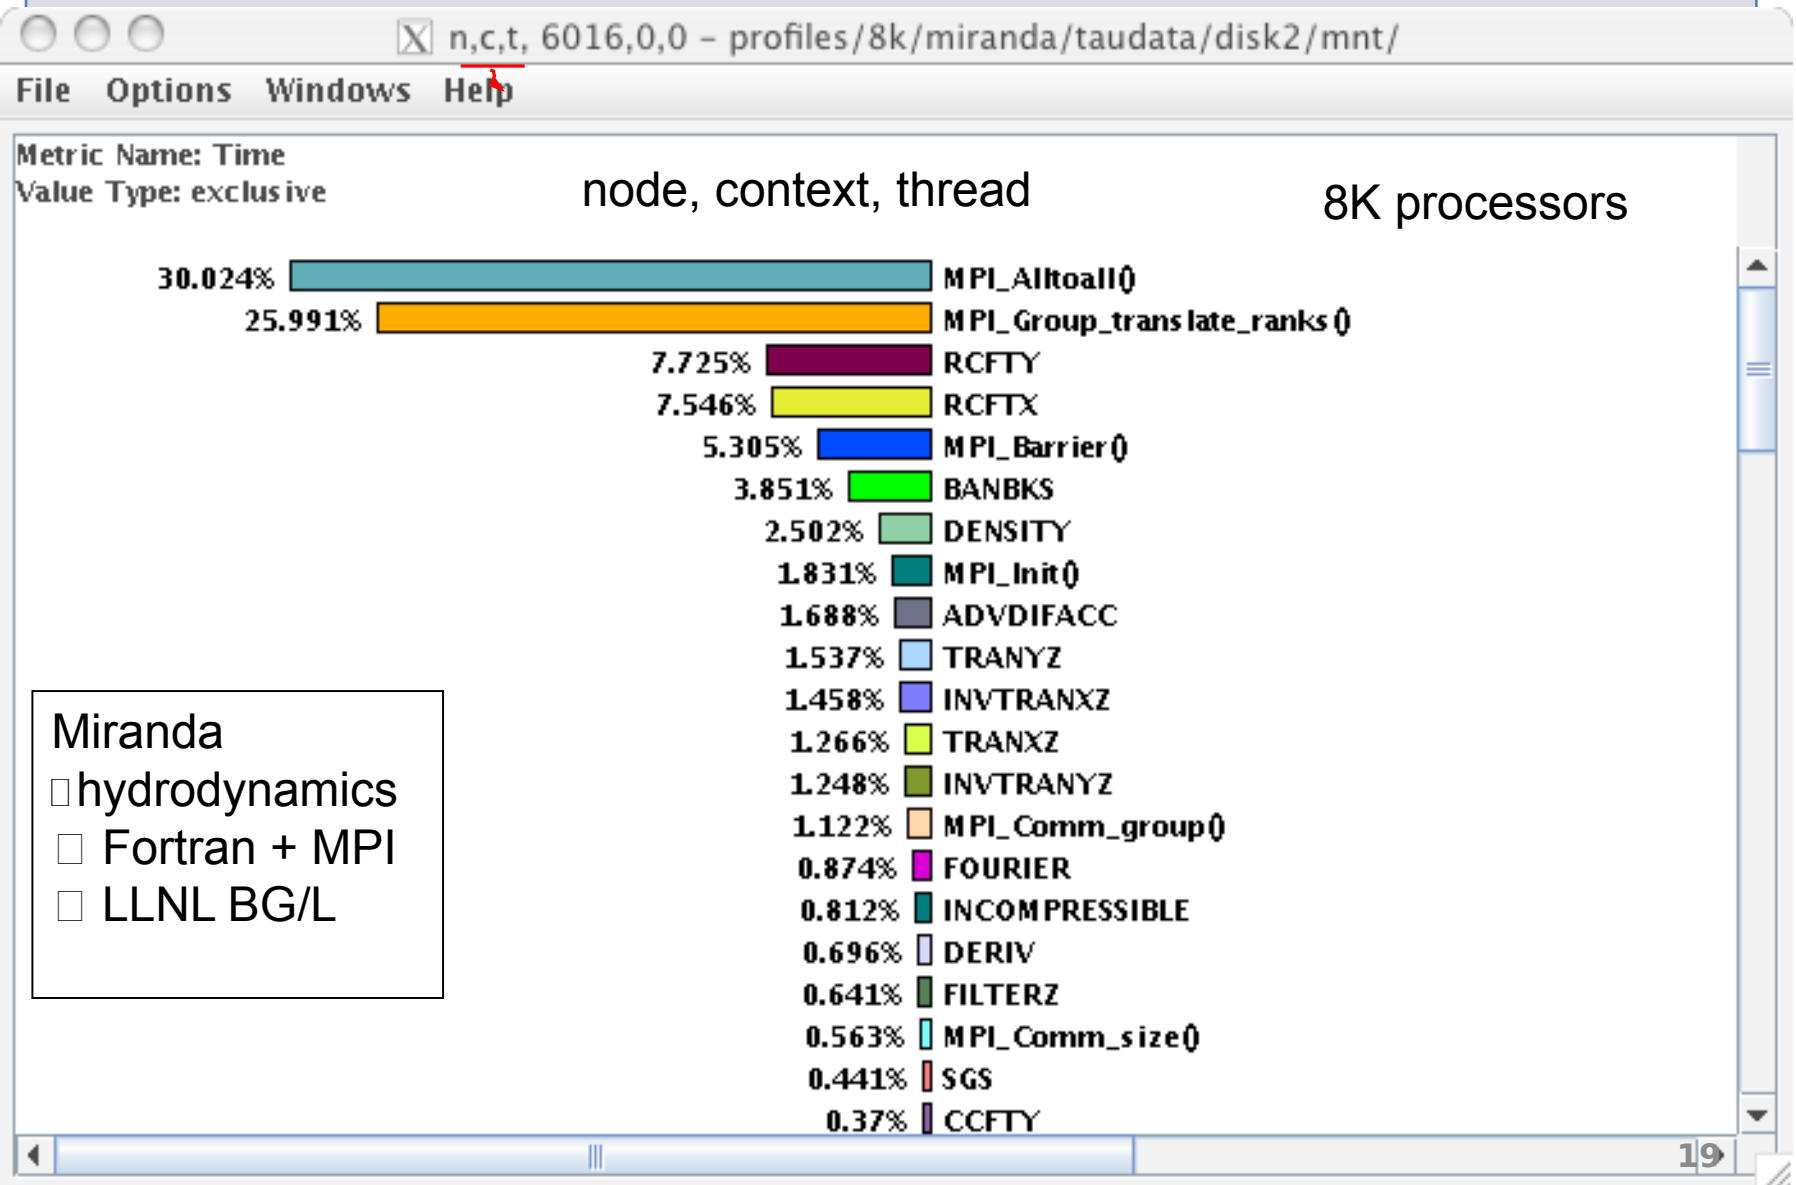 n,c,t, 6016,0,0 – profiles/8k/miranda/taudata/disk2/mnt/
File Options Windows Help
Metric Name: Time
Value Type: exclusive
node, context, thread
8K processors
30.024% MPI_Alltoall()
25.991% MPI_Group_translate_ranks()
7.725% RCFTY
7.546% RCFTX
5.305% MPI_Barrier()
3.851% BANBKS
2.502% DENSITY
1.831% MPI_Init()
1.688% ADVDIFACC
1.537% TRANYZ
1.458% INVTRANXZ
1.266% TRANXZ
1.248% INVTRANYZ
1.122% MPI_Comm_group()
0.874% FOURIER
0.812% INCOMPRESSIBLE
0.696% DERIV
0.641% FILTERZ
0.563% MPI_Comm_size()
0.441% SGS
0.37% CCFTY
Miranda
hydrodynamics
Fortran + MPI
LLNL BG/L
19